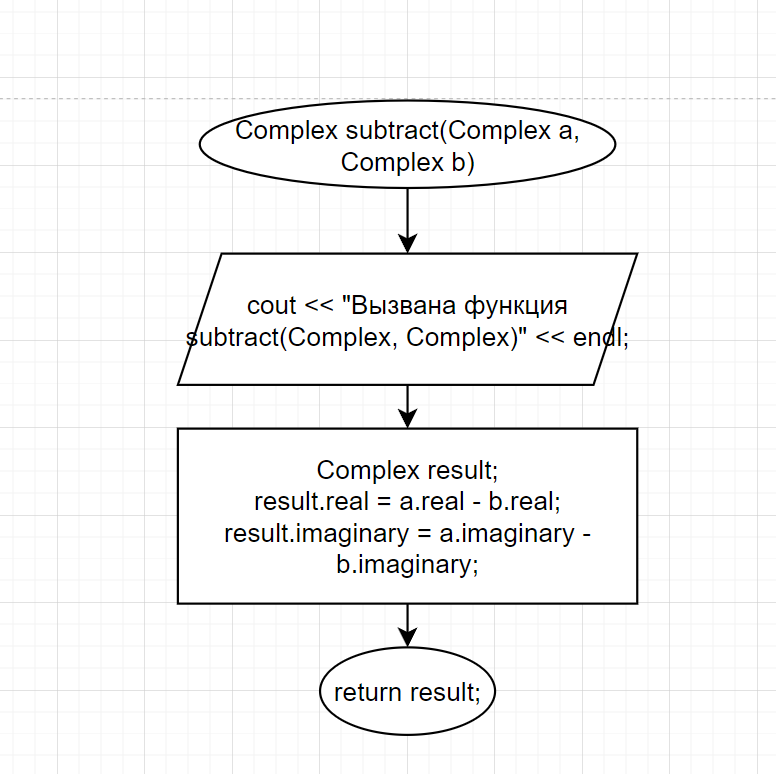 Complex subtract(Complex a,
Complex b)
cout << "Вызвана функция
subtract(Complex, Complex)" << endl;
Complex result;
result.real = a.real - b.real;
result.imaginary = a.imaginary -
b.imaginary;
return result;